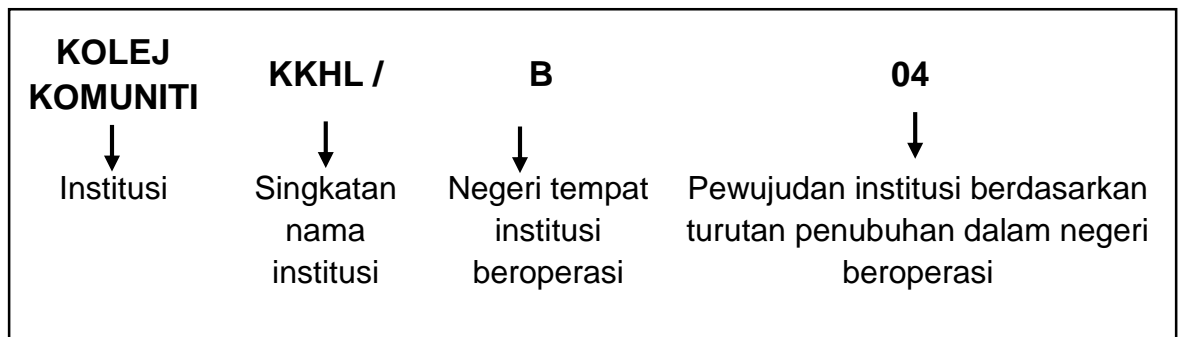 KOLEJ
KOMUNITI
KKHL /
B
04
Institusi
Singkatan
nama
institusi
Negeri tempat
institusi
beroperasi
Pewujudan institusi berdasarkan
turutan penubuhan dalam negeri
beroperasi